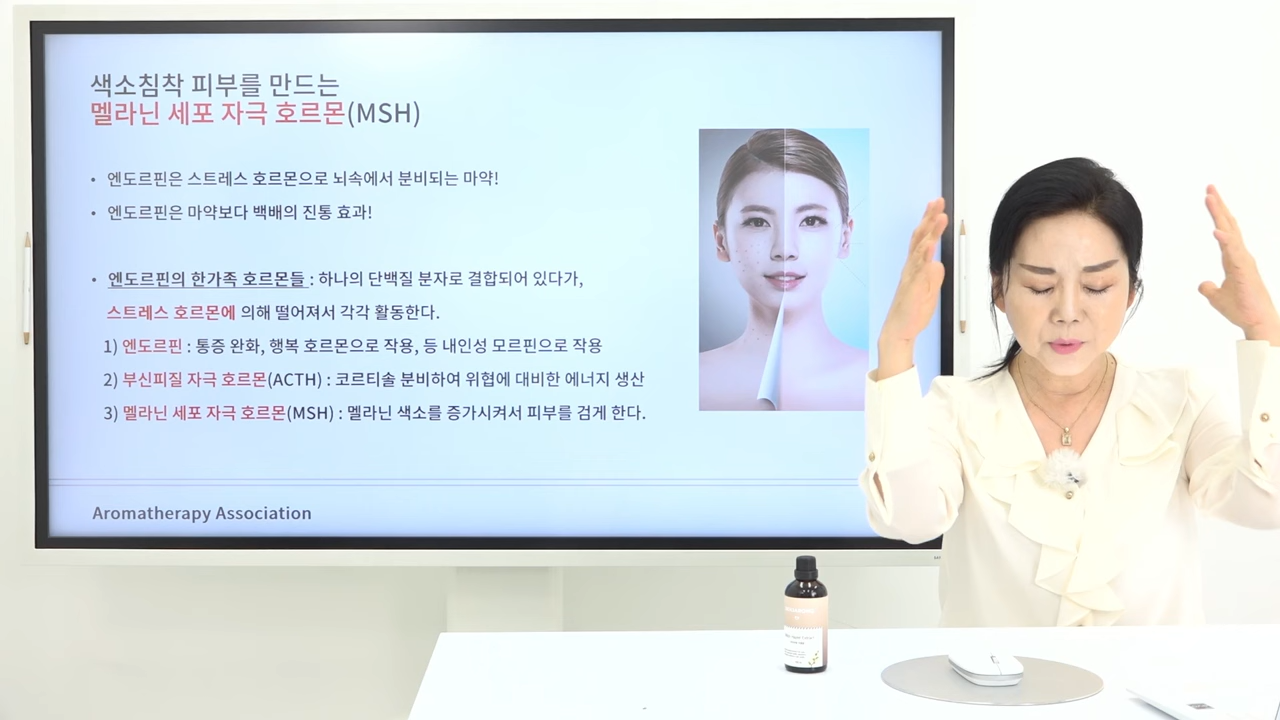 색소침착 피부를 만드는
멜라닌 세포 자극 호르몬(MSH)
• 엔도르핀은 스트레스 호르몬으로 뇌속에서 분비되는 마약!
• 엔도르핀은 마약보다 백배의 진통 효과!
• 엔도르핀의 한가족 호르몬들 : 하나의 단백질 분자로 결합되어 있다가,
스트레스 호르몬에 의해 떨어져서 각각 활동한다.
1) 엔도르핀 : 통증 완화, 행복 호르몬으로 작용, 등 내인성 모르핀으로 작용
2) 부신피질 자극 호르몬(ACTH) : 코르티솔 분비하여 위협에 대비한 에너지 생산
3) 멜라닌 세포 자극 호르몬(MSH) : 멜라닌 색소를 증가시켜서 피부를 검게 한다.
Aromatherapy Association